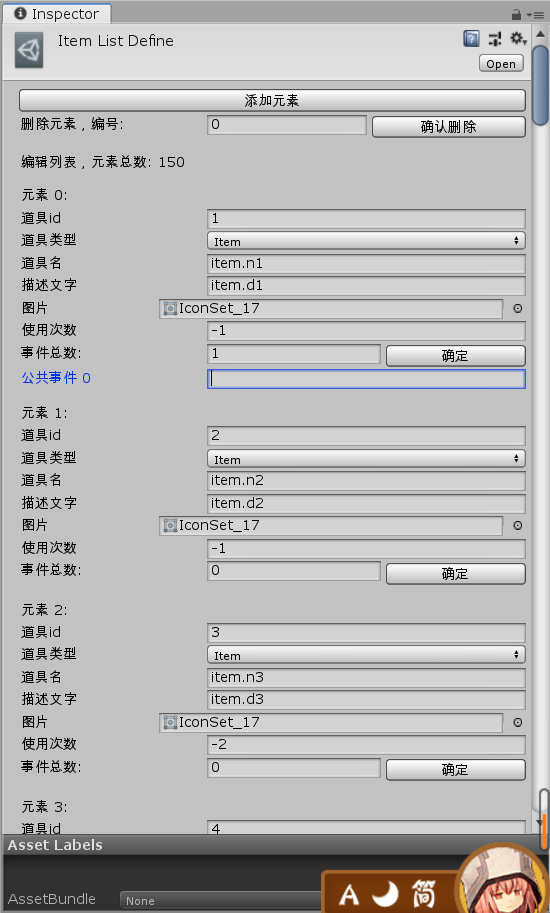 Inspector
Item List Define
Open
添加元素
删除元素，编号: 0 确认删除
编辑列表，元素总数: 150
元素 0:
道具id 1
道具类型 Item
道具名 item.n1
描述文字 item.d1
图片 IconSet_17
使用次数 -1
事件总数: 1 确定
公共事件 0
元素 1:
道具id 2
道具类型 Item
道具名 item.n2
描述文字 item.d2
图片 IconSet_17
使用次数 -1
事件总数: 0 确定
元素 2:
道具id 3
道具类型 Item
道具名 item.n3
描述文字 item.d3
图片 IconSet_17
使用次数 -2
事件总数: 0 确定
元素 3:
道具id 4
Asset Labels
AssetBundle None
A 简